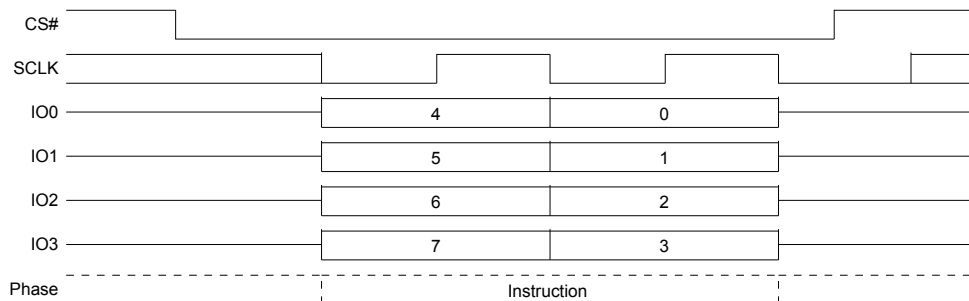 CS#
SCLK
IO0 4 0
IO1 5 1
IO2 6 2
IO3 7 3
Phase Instruction